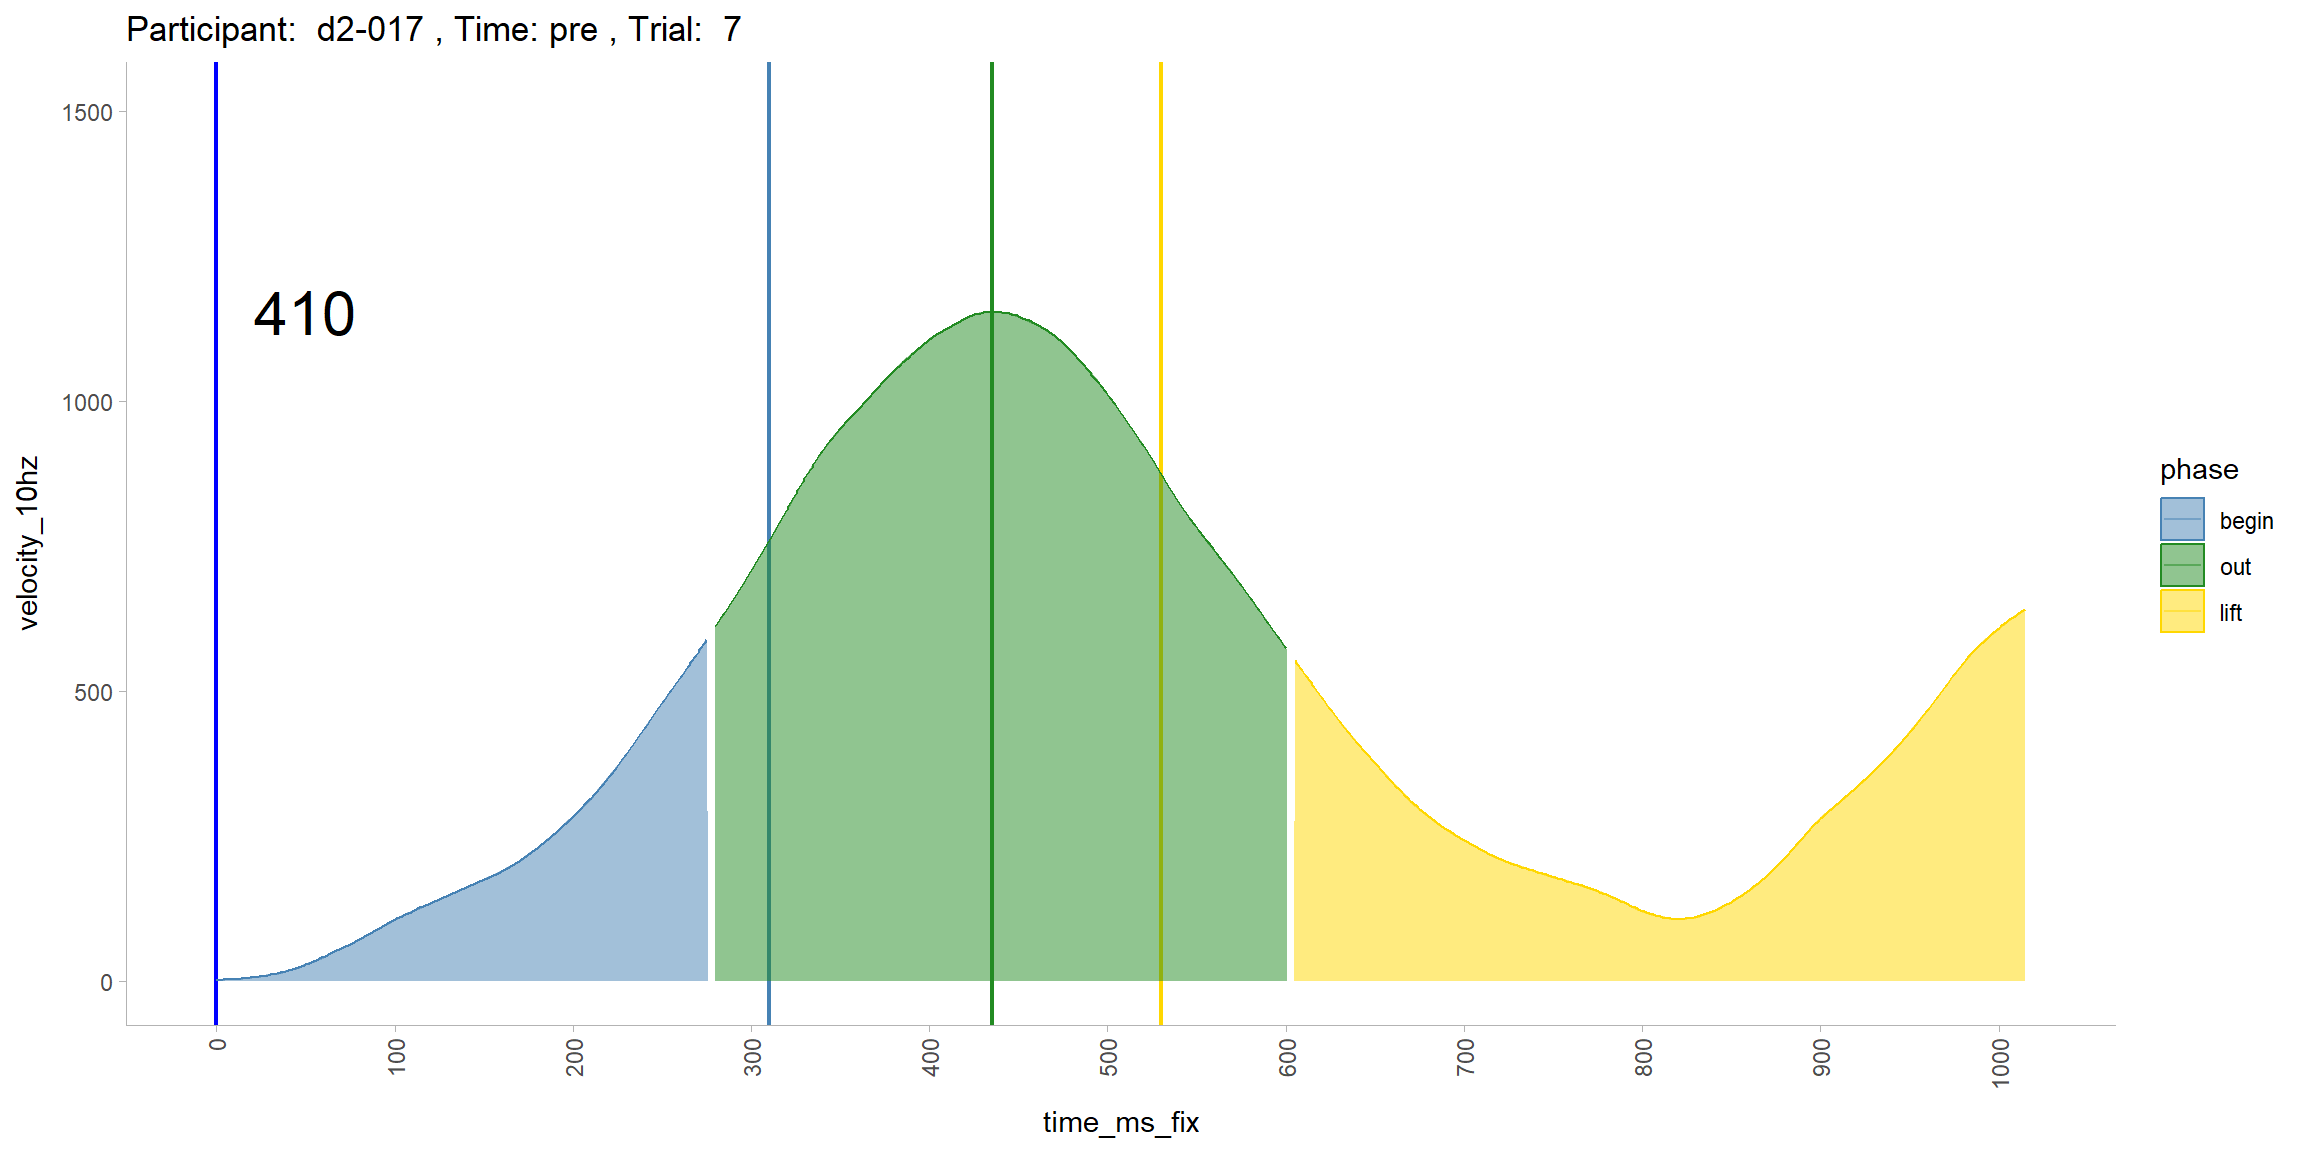 Participant:  d2-017 , Time: pre , Trial:  7
1500
1000
500
0
velocity_10hz
410
0
100
200
300
400
500
600
700
800
900
1000
time_ms_fix
phase
begin
out
lift